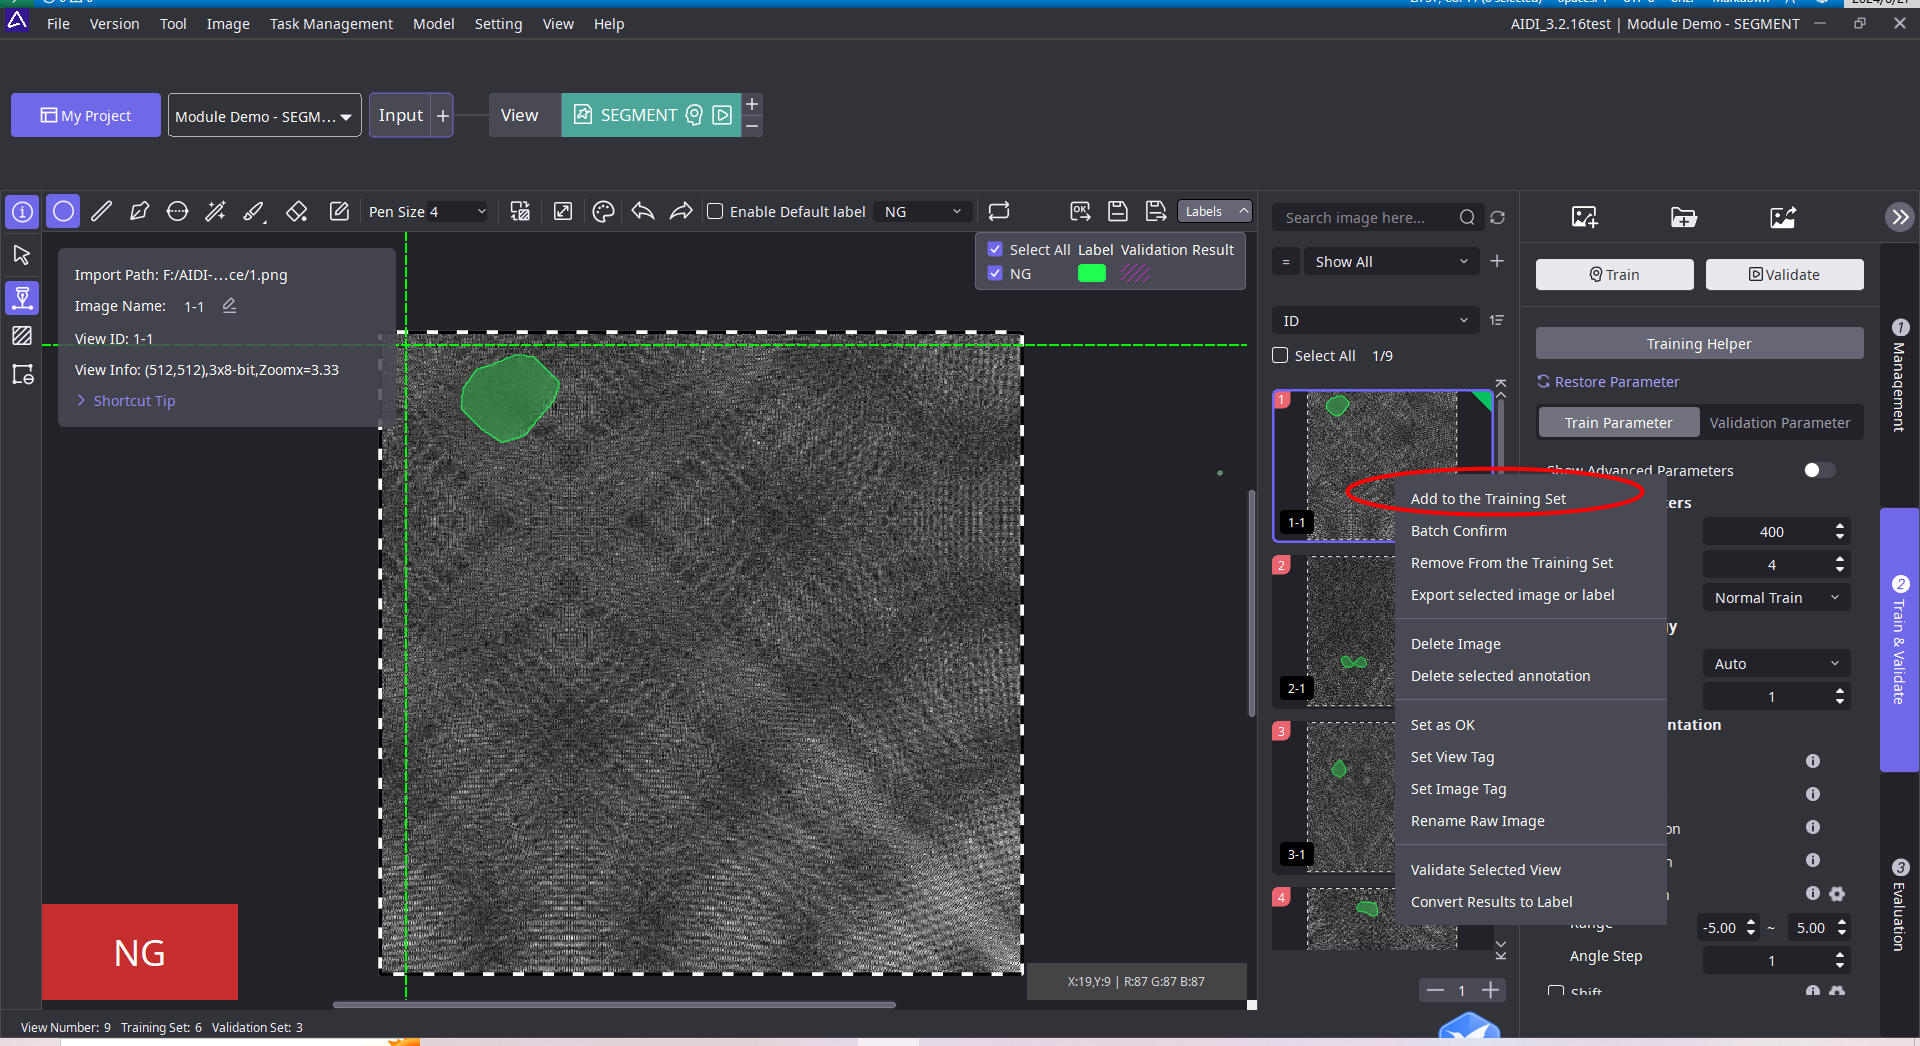 File Version Tool Image Task Management Model Setting View Help
AIDI_3.2.16test | Module Demo - SEGMENT
My Project
Module Demo - SEGM...
Input +
View
SEGMENT
Pen Size 4
Enable Default label
NG
OK
Labels
Select All Label Validation Result
NG
Import Path: F:/AIDI-...ce/1.png
Image Name: 1-1
View ID: 1-1
View Info: (512,512),3x8-bit,Zoomx=3.33
Shortcut Tip
NG
X:19,Y:9 | R:87 G:87 B:87
Search image here...
= Show All
ID
Select All 1/9
1
1-1
2
2-1
3
3-1
4
1
Add to the Training Set
Batch Confirm
Remove From the Training Set
Export selected image or label
Delete Image
Delete selected annotation
Set as OK
Set View Tag
Set Image Tag
Rename Raw Image
Validate Selected View
Convert Results to Label
Train
Validate
Training Helper
Restore Parameter
Train Parameter
Validation Parameter
Show Advanced Parameters
ters
400
4
Normal Train
gy
Auto
1
ntation
on
n
n
Range
-5.00 ~ 5.00
Angle Step
1
Shift
1 Management
2 Train & Validate
3 Evaluation
View Number: 9 Training Set: 6 Validation Set: 3